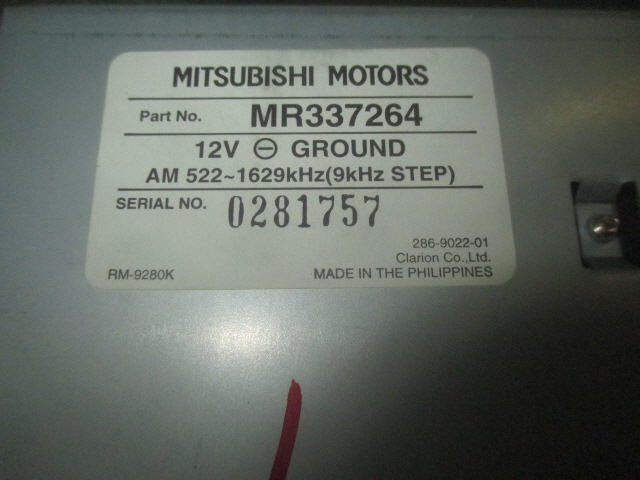 MITSUBISHI MOTORS
Part No. MR337264
12V ⊖ GROUND
AM 522~1629kHz(9kHz STEP)
SERIAL NO. 0281757
286-9022-01
Clarion Co.,Ltd.
RM-9280K MADE IN THE PHILIPPINES